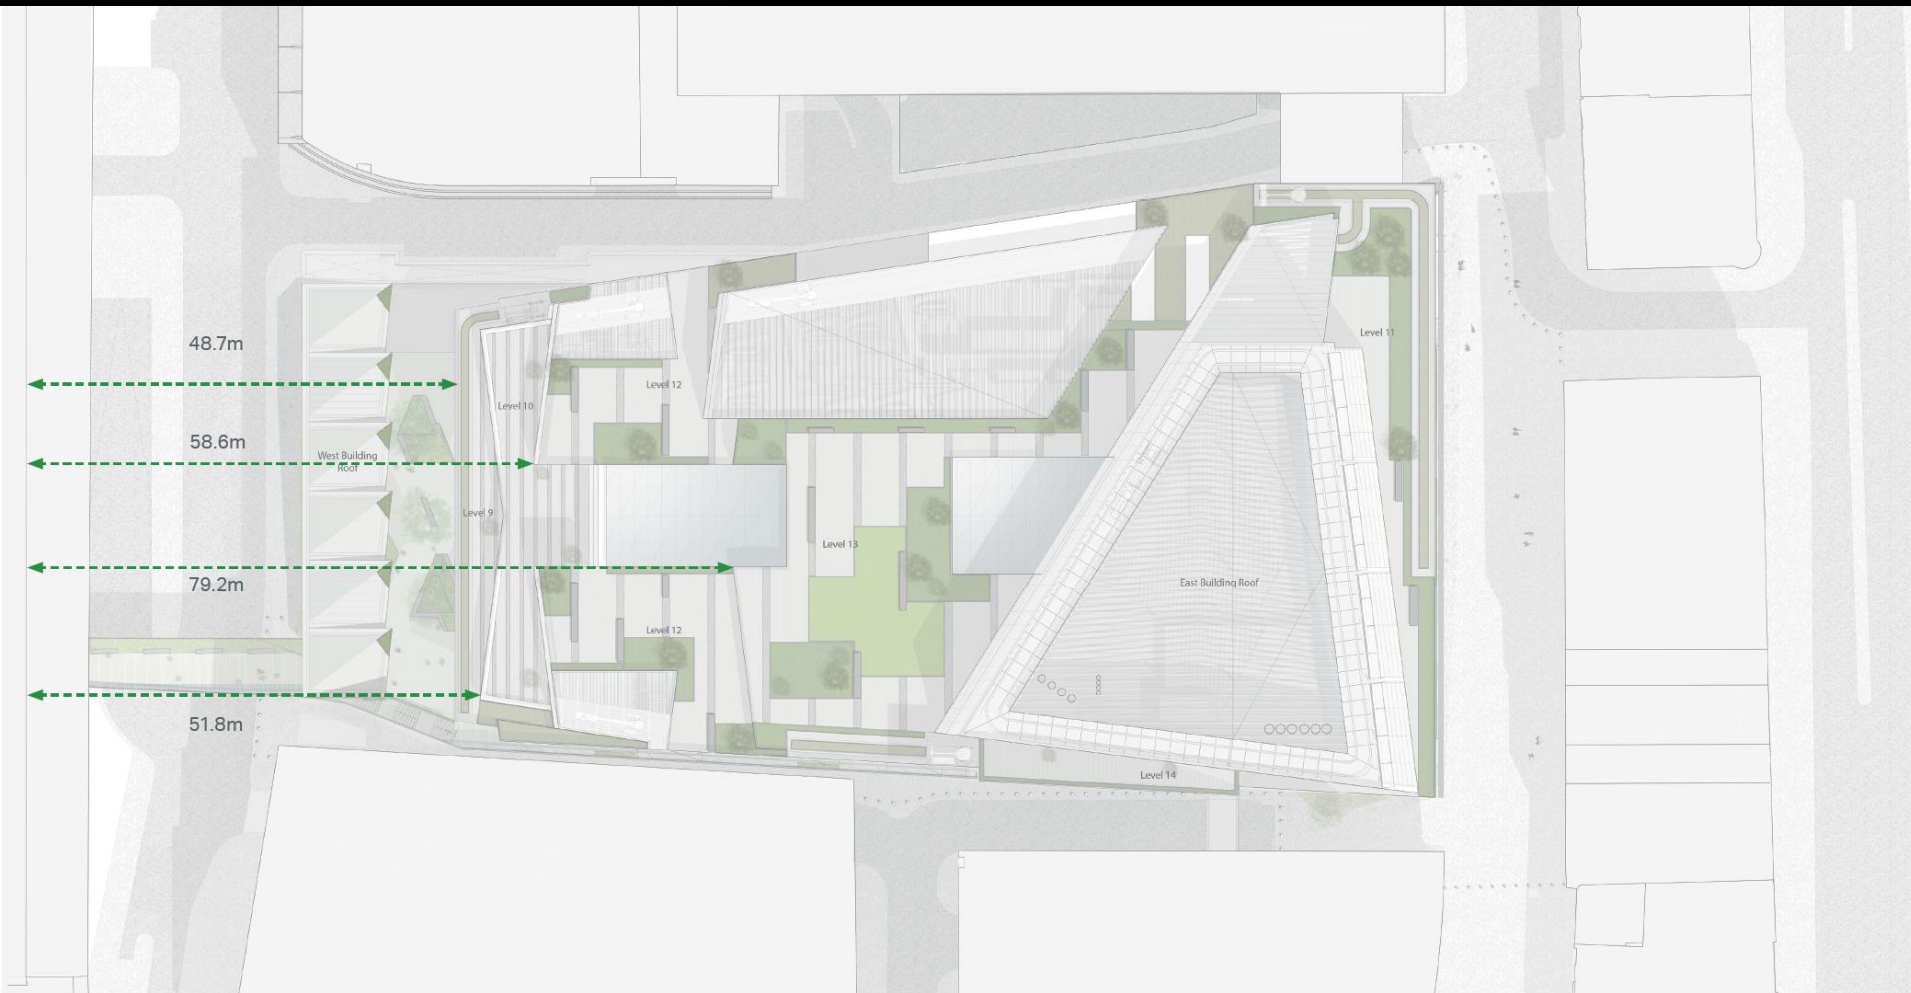 48.7m
58.6m
79.2m
51.8m
West Building
Roof
Level 9
Level 10
Level 12
Level 12
Level 13
Level 11
East Building Roof
Level 14